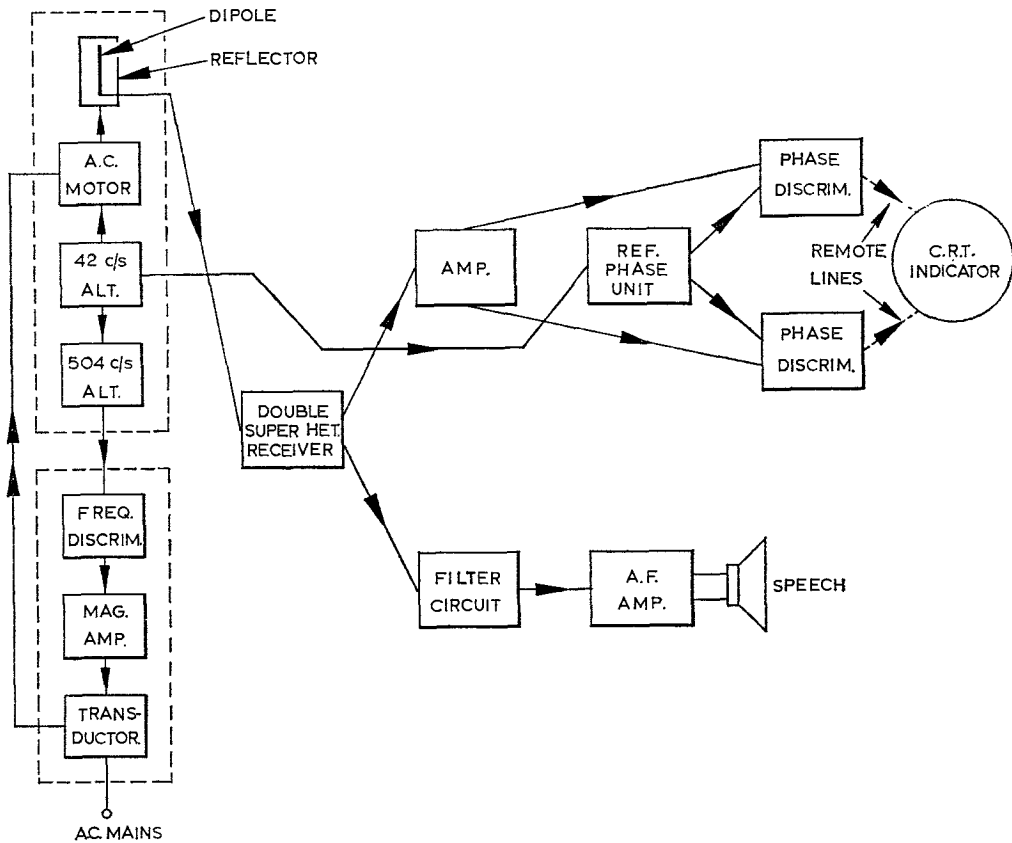 DIPOLE
REFLECTOR
A.C.
MOTOR
42 c/s
ALT.
504 c/s
ALT.
FREQ.
DISCRIM.
MAG.
AMP.
TRANS-
DUCTOR.
A.C. MAINS
DOUBLE
SUPER HET.
RECEIVER
AMP.
REF.
PHASE
UNIT
PHASE
DISCRIM.
PHASE
DISCRIM.
REMOTE
LINES
C.R.T.
INDICATOR
FILTER
CIRCUIT
A.F.
AMP.
SPEECH